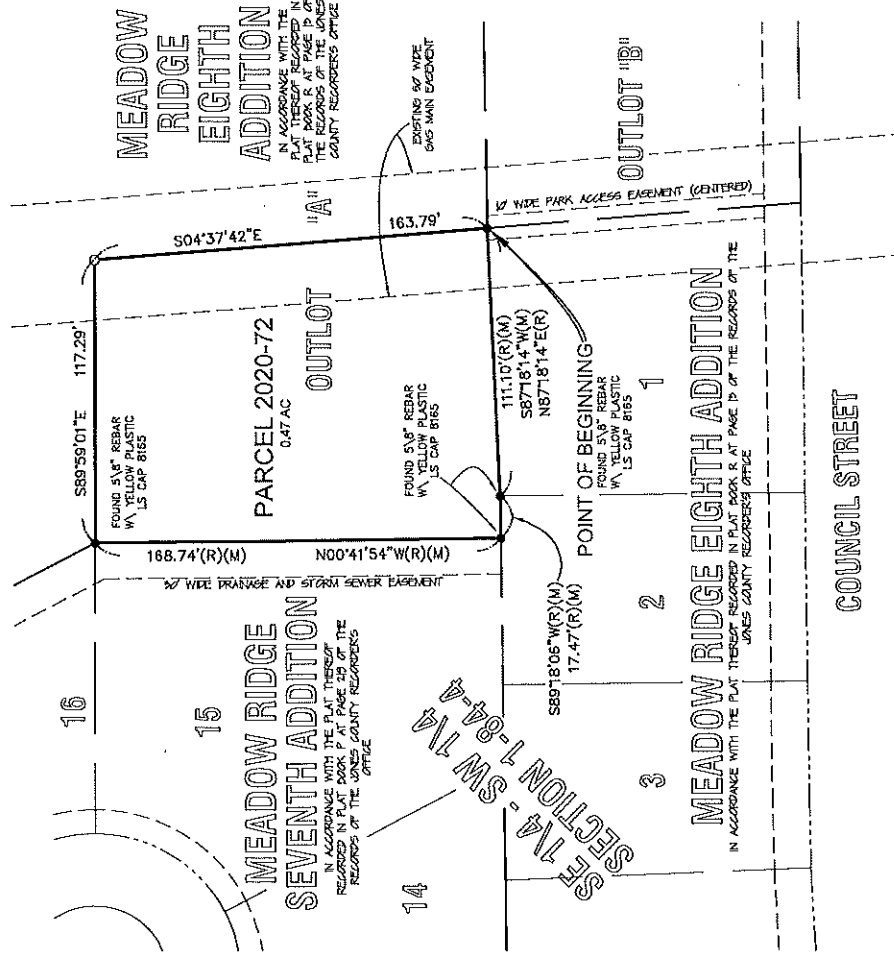 MEADOW
RIDGE
EIGHTH
ADDITION
IN ACCORDANCE WITH THE
PLAT THEREOF RECORDED IN
PLAT BOOK R AT PAGE 15 OF
THE RECORDS OF THE JONES
COUNTY RECORDER'S OFFICE
EXISTING 50' WIDE
GAS MAIN EASEMENT
OUTLOT "B"
"A"
10' WIDE PARK ACCESS EASEMENT (CENTERED)
S04°37'42"E
163.79'
S89°59'01"E
117.29'
OUTLOT
PARCEL 2020-72
0.47 AC
FOUND 5\8" REBAR
W\ YELLOW PLASTIC
LS CAP 8165
FOUND 5\8" REBAR
W\ YELLOW PLASTIC
LS CAP 8165
111.10'(R)(M)
S87°18'14"W(M)
N87°18'14"E(R)
POINT OF BEGINNING
FOUND 5\8" REBAR
W\ YELLOW PLASTIC
LS CAP 8165
168.74'(R)(M)
N00°41'54"W(R)(M)
30' WIDE DRAINAGE AND STORM SEWER EASEMENT
S89°18'06"W(R)(M)
17.47'(R)(M)
16
15
14
MEADOW RIDGE
SEVENTH ADDITION
IN ACCORDANCE WITH THE PLAT THEREOF
RECORDED IN PLAT BOOK P AT PAGE 219 OF THE
RECORDS OF THE JONES COUNTY RECORDER'S
OFFICE
SE 1\4 - SW 1\4
SECTION 1-84-4
1
2
3
MEADOW RIDGE EIGHTH ADDITION
IN ACCORDANCE WITH THE PLAT THEREOF RECORDED IN PLAT BOOK R AT PAGE 15 OF THE RECORDS OF THE
JONES COUNTY RECORDER'S OFFICE
COUNCIL STREET